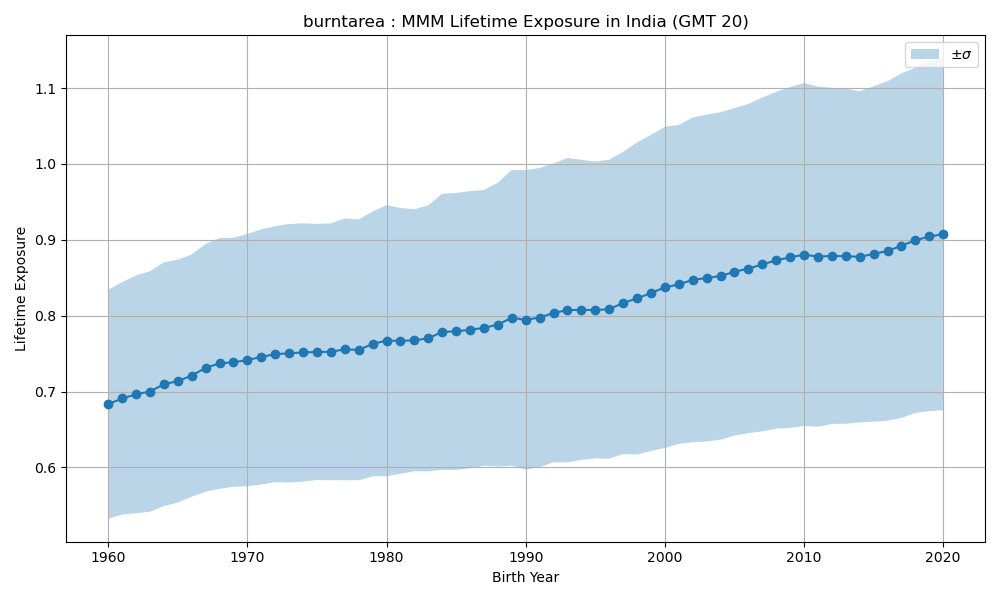 burntarea : MMM Lifetime Exposure in India (GMT 20)
±σ
1.1
1.0
0.9
0.8
0.7
0.6
Lifetime Exposure
1960 1970 1980 1990 2000 2010 2020
Birth Year